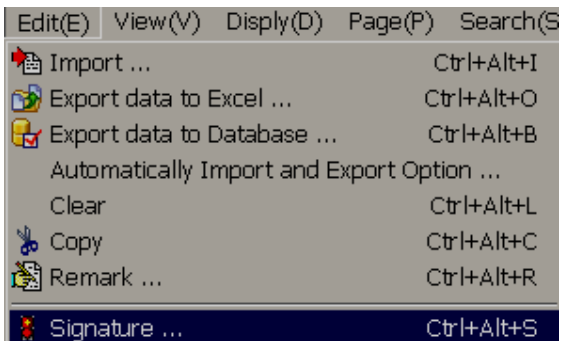 Edit(E) View(V) Disply(D) Page(P) Search(S
Import ... Ctrl+Alt+I
Export data to Excel ... Ctrl+Alt+O
Export data to Database ... Ctrl+Alt+B
Automatically Import and Export Option ...
Clear Ctrl+Alt+L
Copy Ctrl+Alt+C
Remark ... Ctrl+Alt+R
Signature ... Ctrl+Alt+S